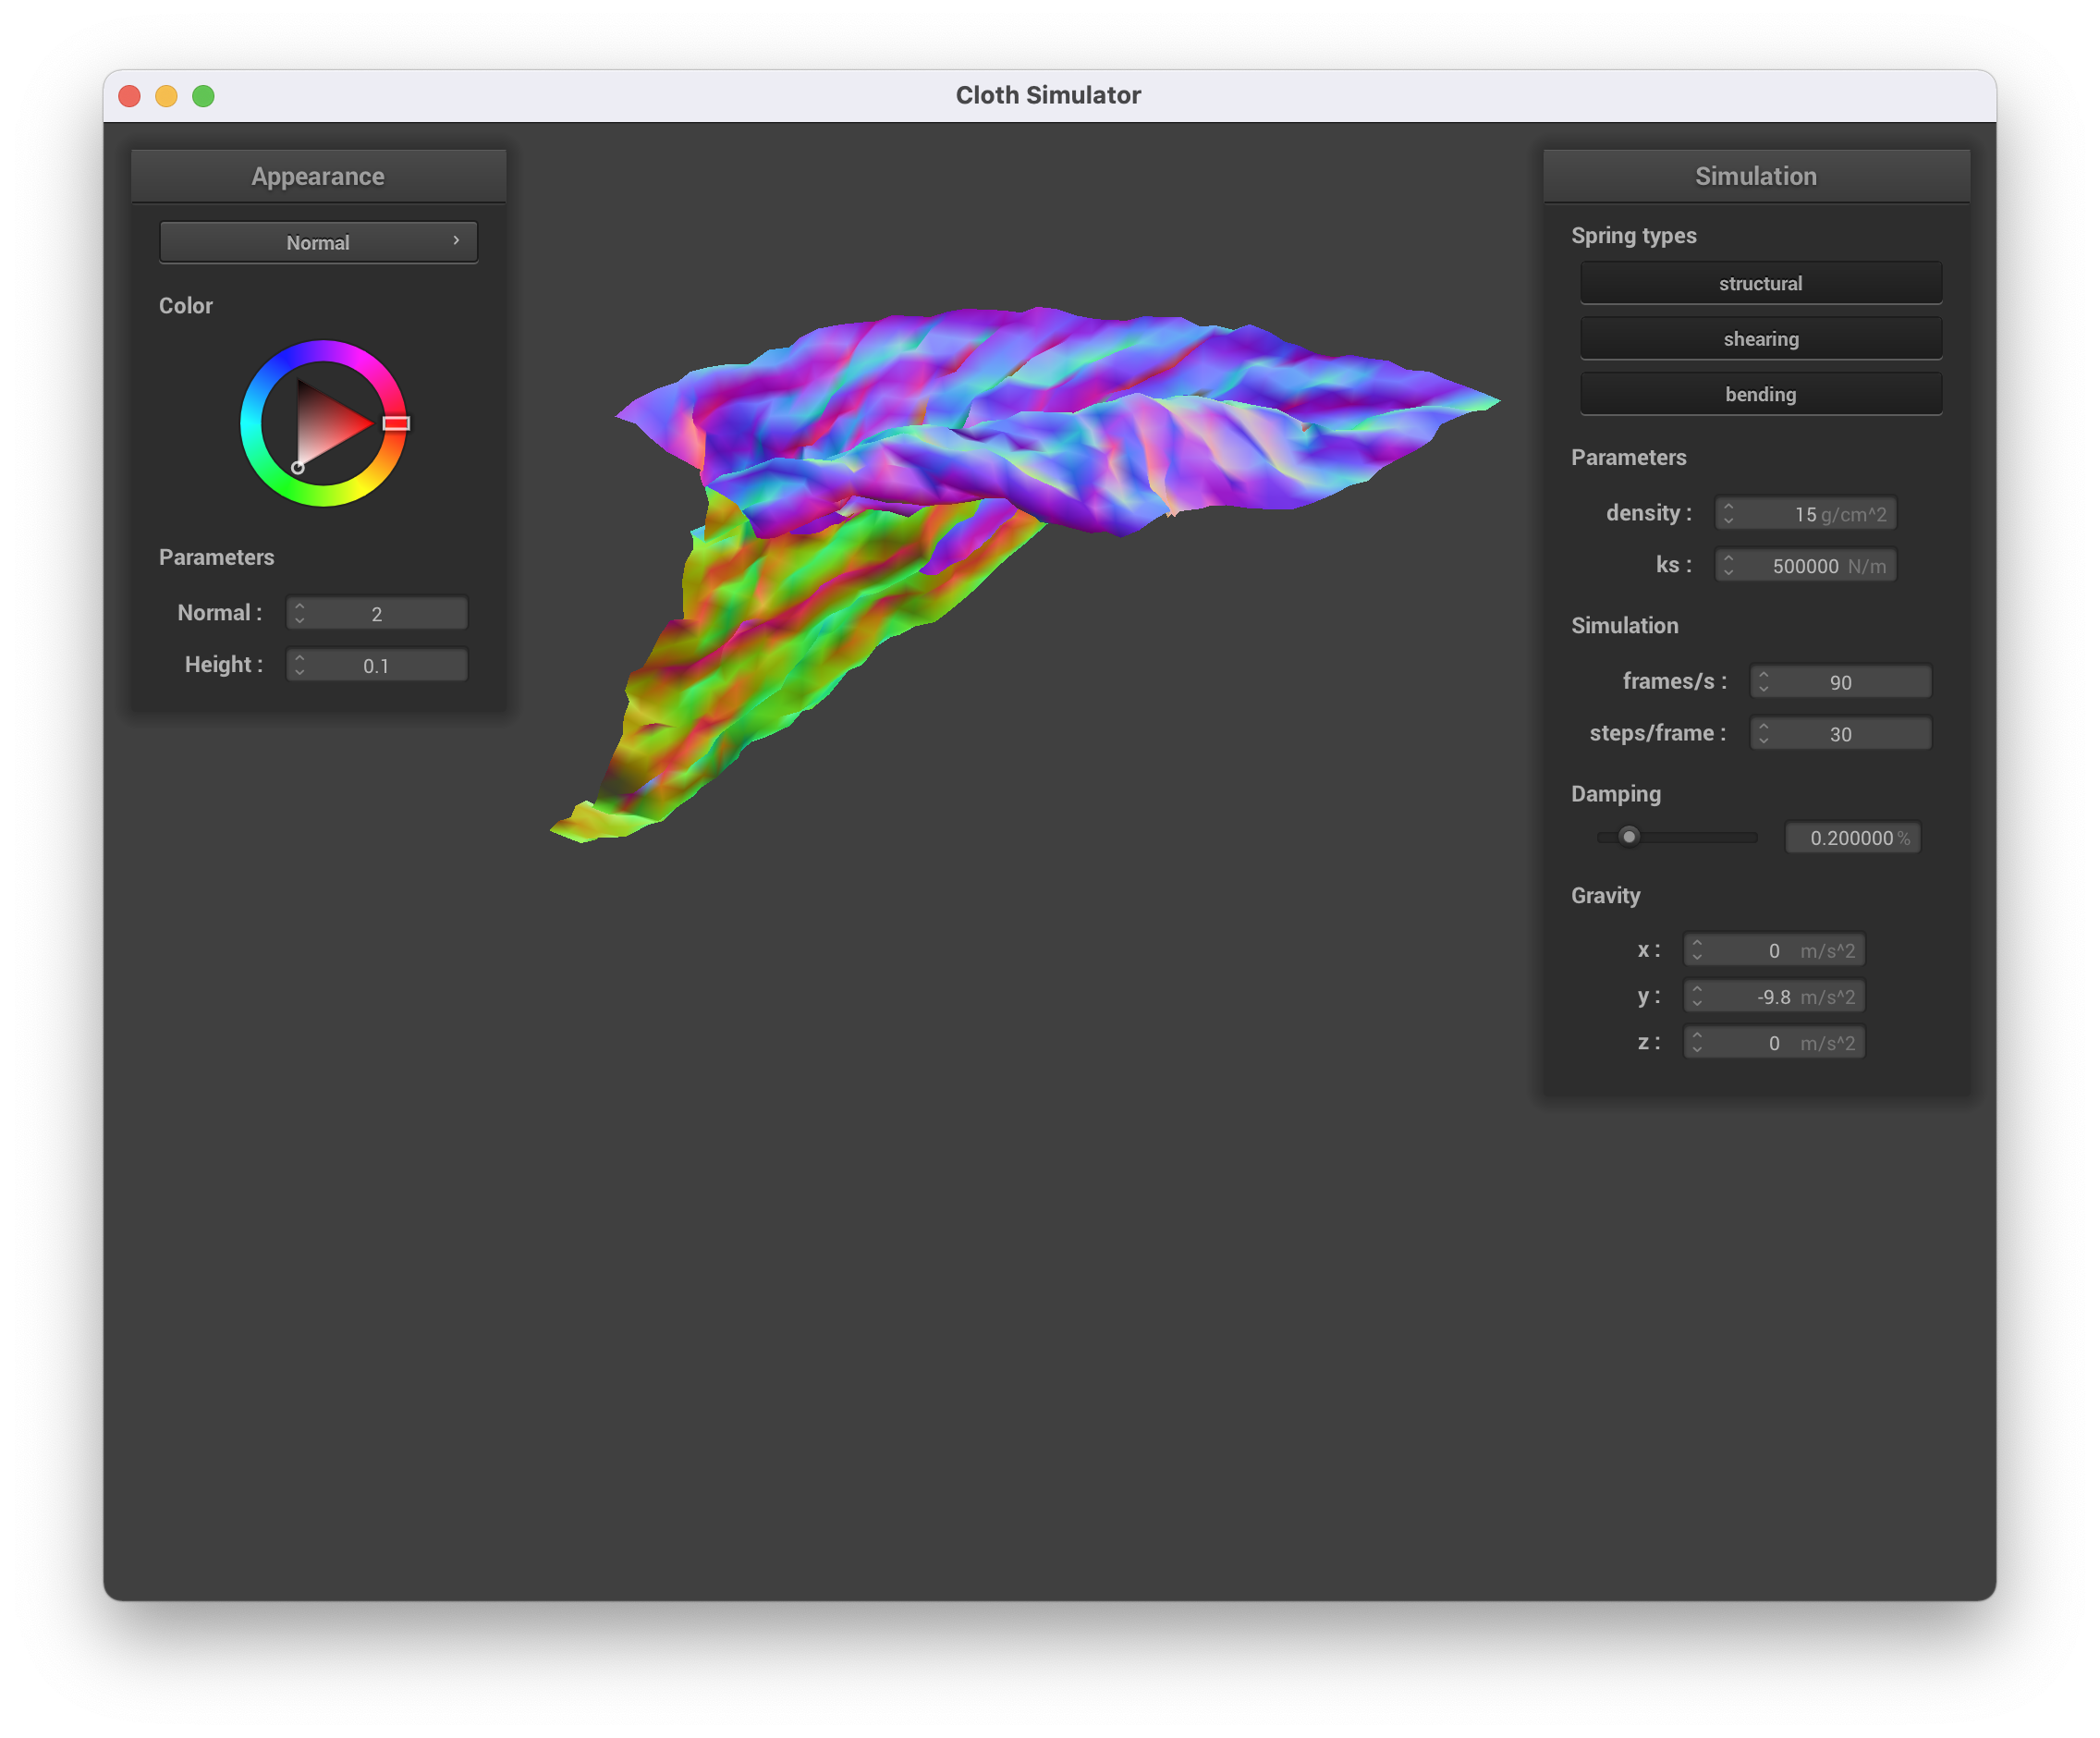 Cloth Simulator
Appearance
Normal
Color
Parameters
Normal : 2
Height : 0.1
Simulation
Spring types
structural
shearing
bending
Parameters
density : 15 g/cm^2
ks : 500000 N/m
Simulation
frames/s : 90
steps/frame : 30
Damping
0.200000 %
Gravity
x : 0 m/s^2
y : -9.8 m/s^2
z : 0 m/s^2